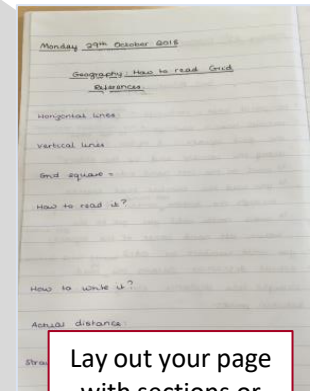 Monday 29th October 2018
Geography: How to read Grid
References.
Horizontal lines
Vertical lines
Grid square =
How to read it?
How to write it?
Actual distance:
Lay out your page
with sections or